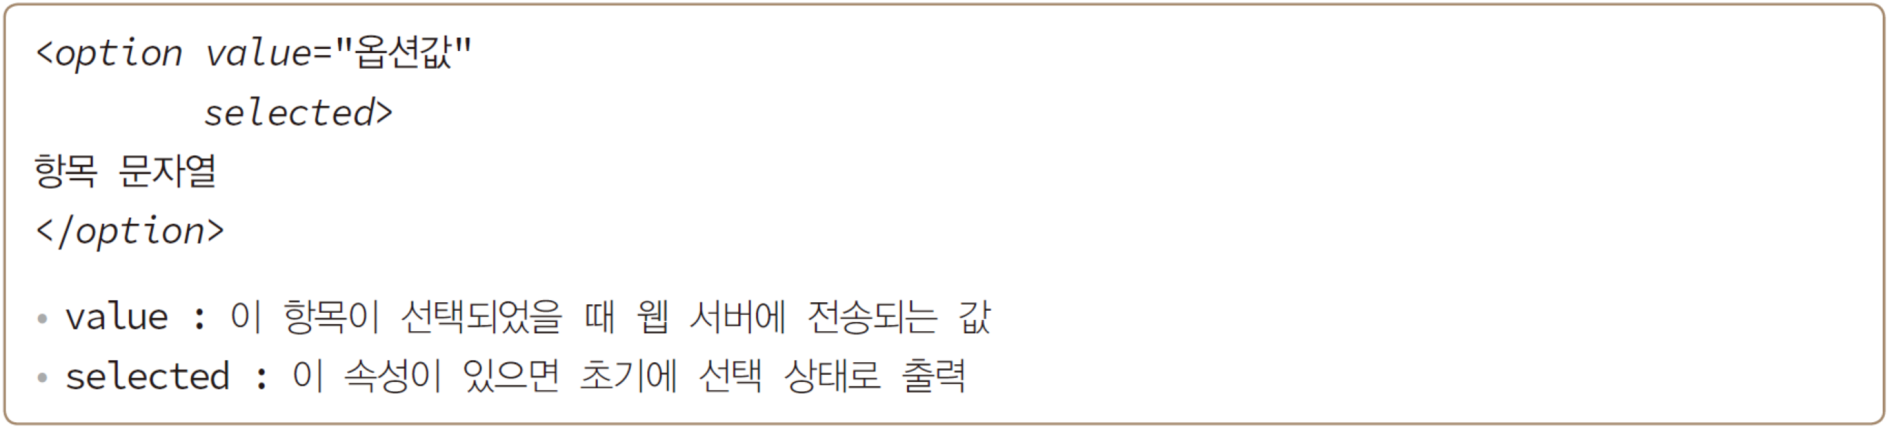 <option value="옵션값"
selected>
항목 문자열
</option>
• value : 이 항목이 선택되었을 때 웹 서버에 전송되는 값
• selected : 이 속성이 있으면 초기에 선택 상태로 출력